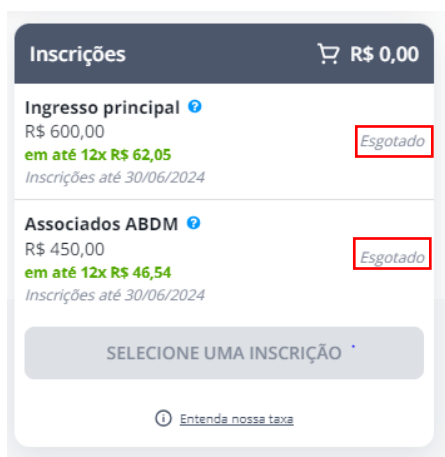 Inscrições R$ 0,00
Ingresso principal
R$ 600,00
em até 12x R$ 62,05
Esgotado
Inscrições até 30/06/2024
Associados ABDM
R$ 450,00
em até 12x R$ 46,54
Esgotado
Inscrições até 30/06/2024
SELECIONE UMA INSCRIÇÃO
Entenda nossa taxa